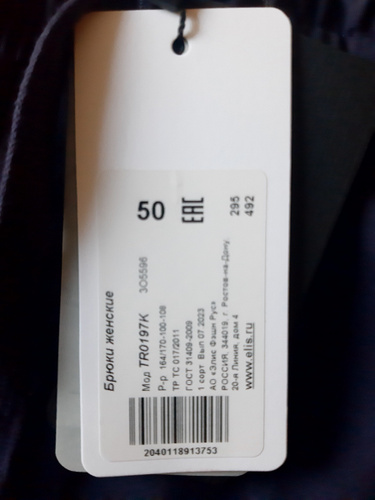 50
EAC
295
492
Брюки женские
Мод TR0197K 3O5596
Р-р 164/170-100-108
ТР ТС 017/2011
ГОСТ 31409-2009
1 сорт Вып 07.2023
АО «Элис Фэшн Рус»
РОССИЯ, 344019, г. Ростов-на-Дону,
20-я Линия, дом 4
www.elis.ru
2040118913753